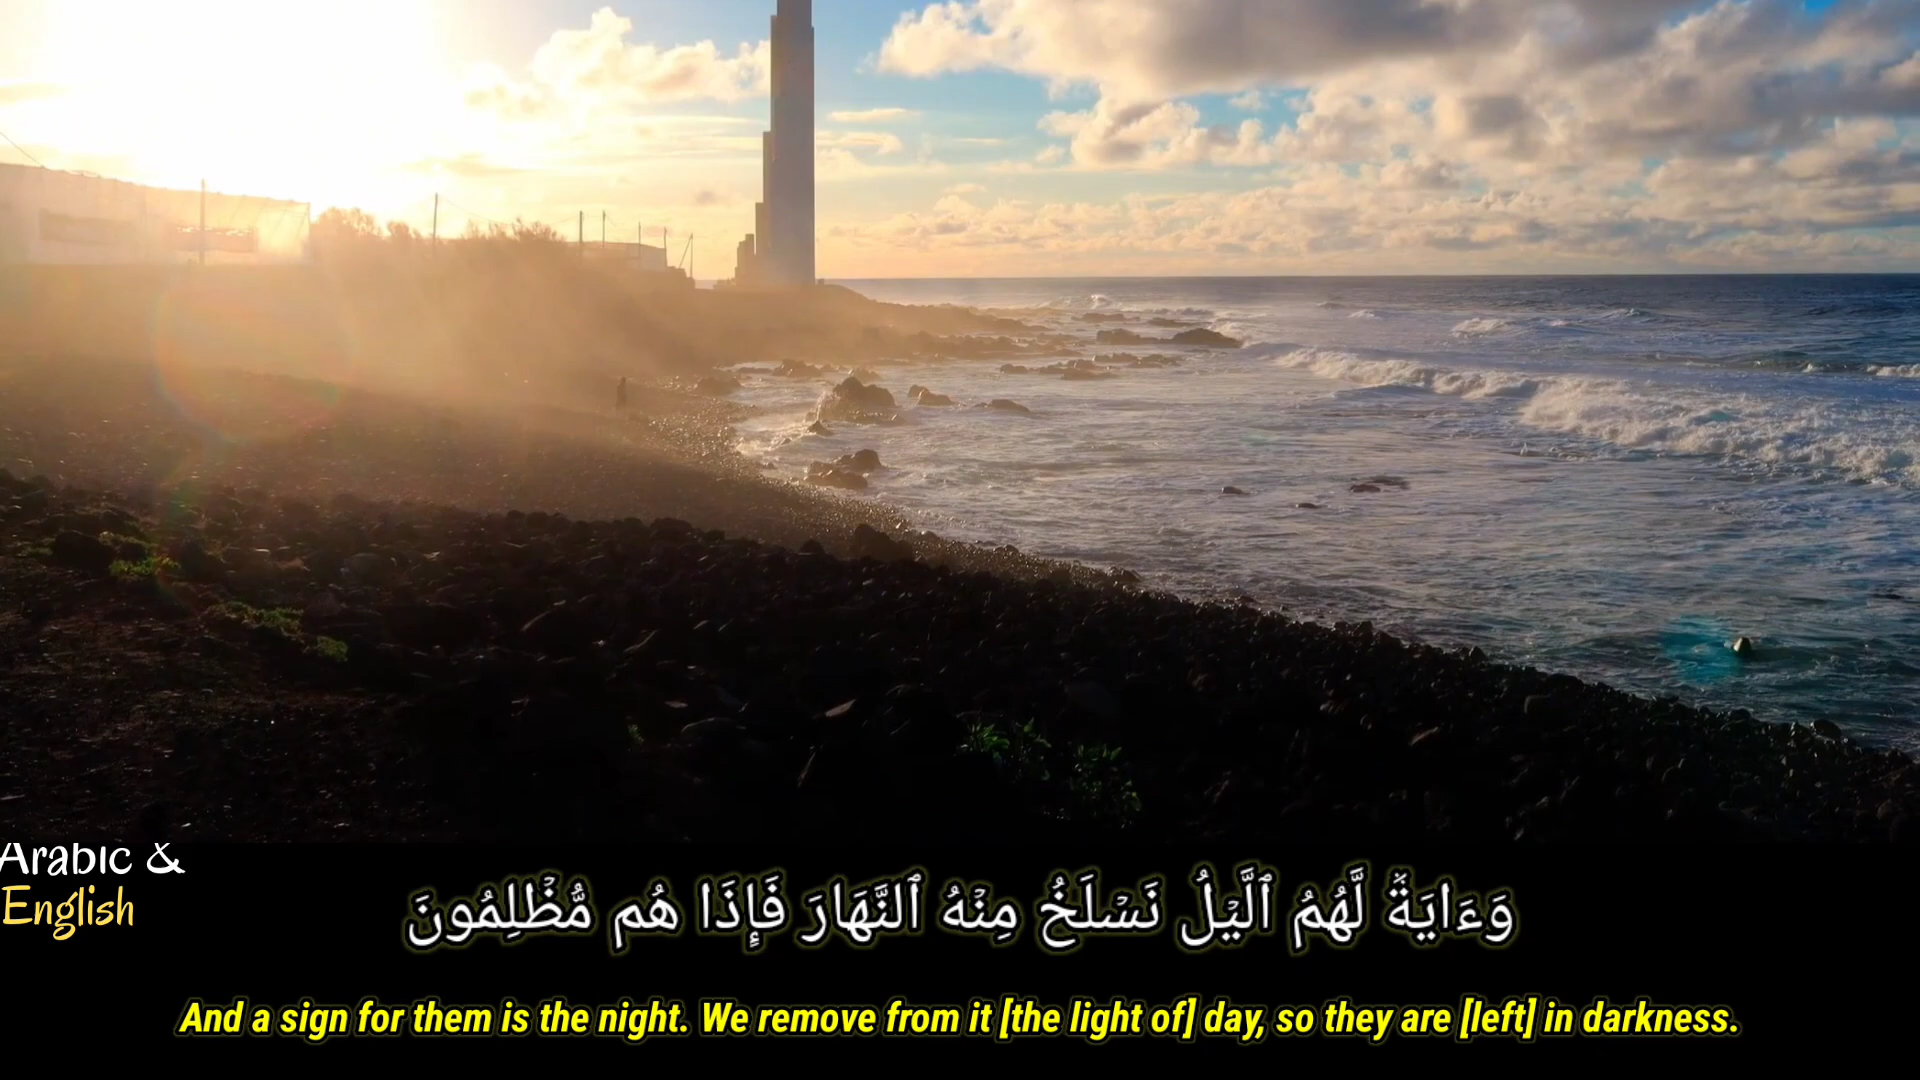 Arabic &
English
وَءَايَةٌ لَّهُمُ ٱلَّيْلُ نَسْلَخُ مِنْهُ ٱلنَّهَارَ فَإِذَا هُم مُّظْلِمُونَ
And a sign for them is the night. We remove from it [the light of] day, so they are [left] in darkness.